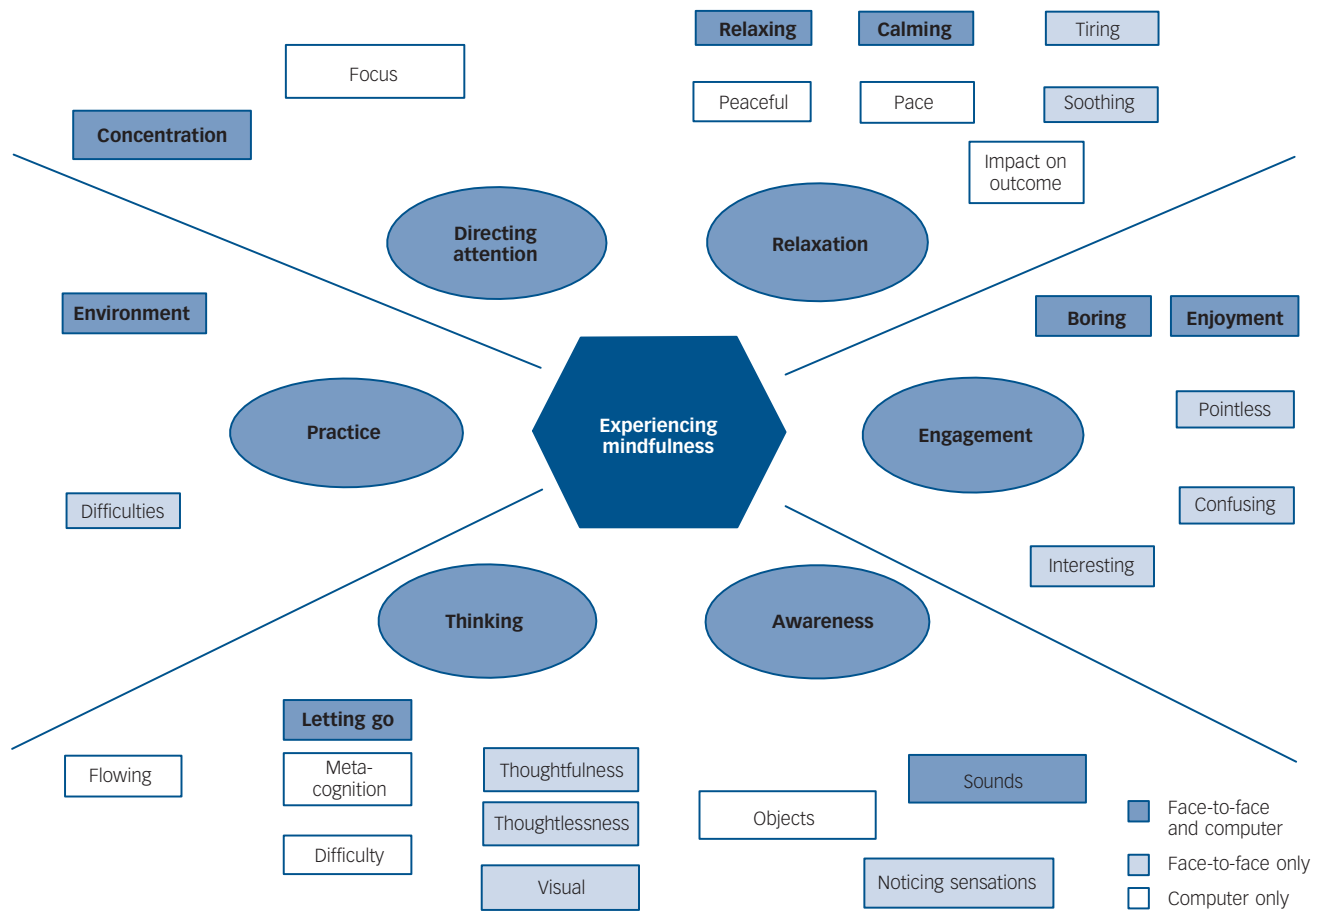 Relaxing
Calming
Tiring
Focus
Peaceful
Pace
Soothing
Concentration
Impact on
outcome
Directing
attention
Relaxation
Environment
Boring
Enjoyment
Pointless
Practice
Experiencing
mindfulness
Engagement
Difficulties
Confusing
Interesting
Thinking
Awareness
Letting go
Flowing
Meta-
cognition
Thoughtfulness
Sounds
Thoughtlessness
Objects
Difficulty
Visual
Noticing sensations
Face-to-face
and computer
Face-to-face only
Computer only